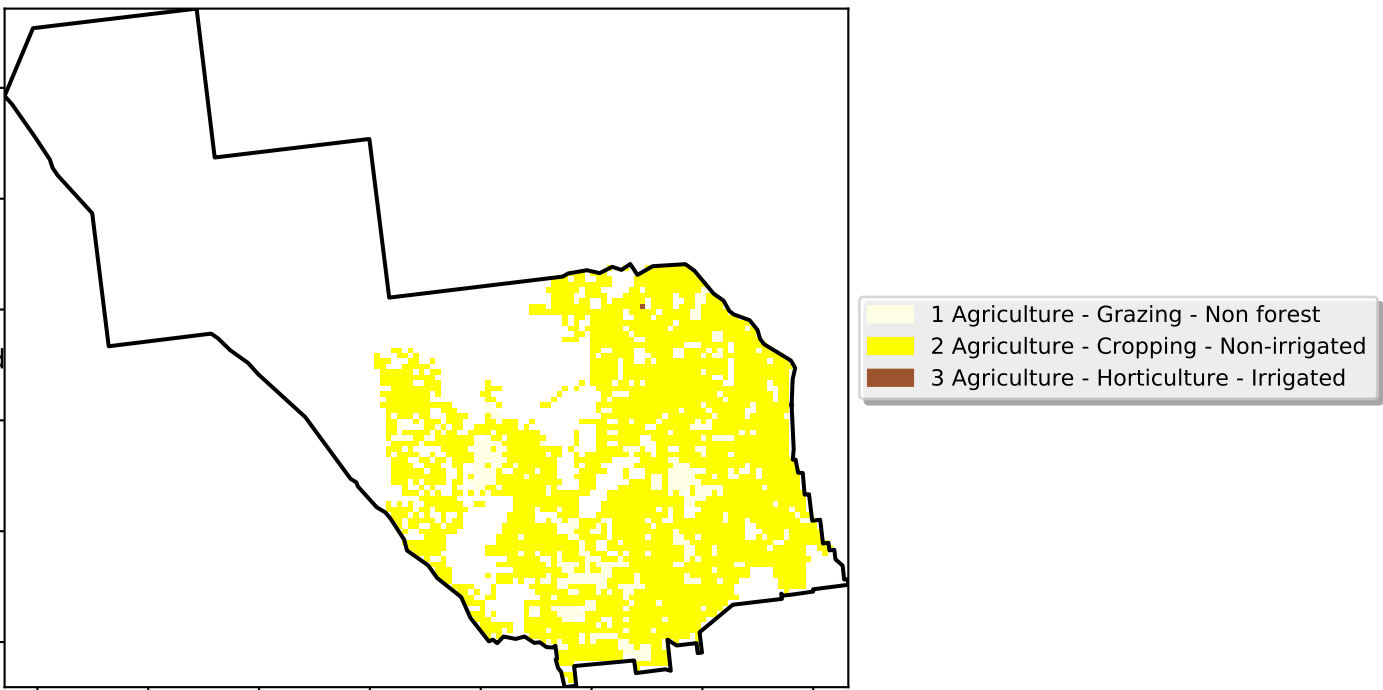 1 Agriculture - Grazing - Non forest
2 Agriculture - Cropping - Non-irrigated
3 Agriculture - Horticulture - Irrigated